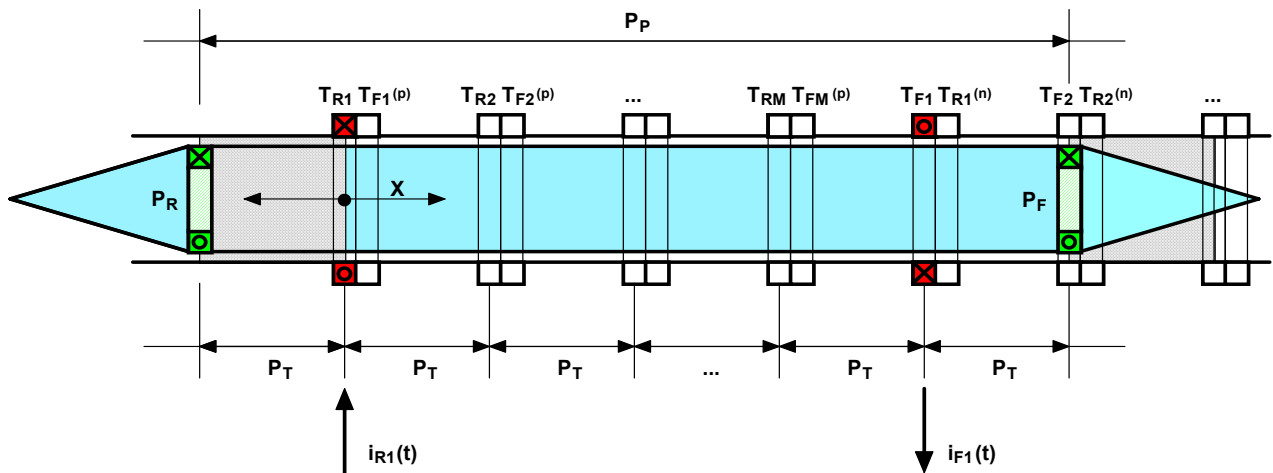 PP
TR1 TF1(p) TR2 TF2(p) ... TRM TFM(p) TF1 TR1(n) TF2 TR2(n) ...
PR X PF
PT PT PT ... PT PT
iR1(t) iF1(t)